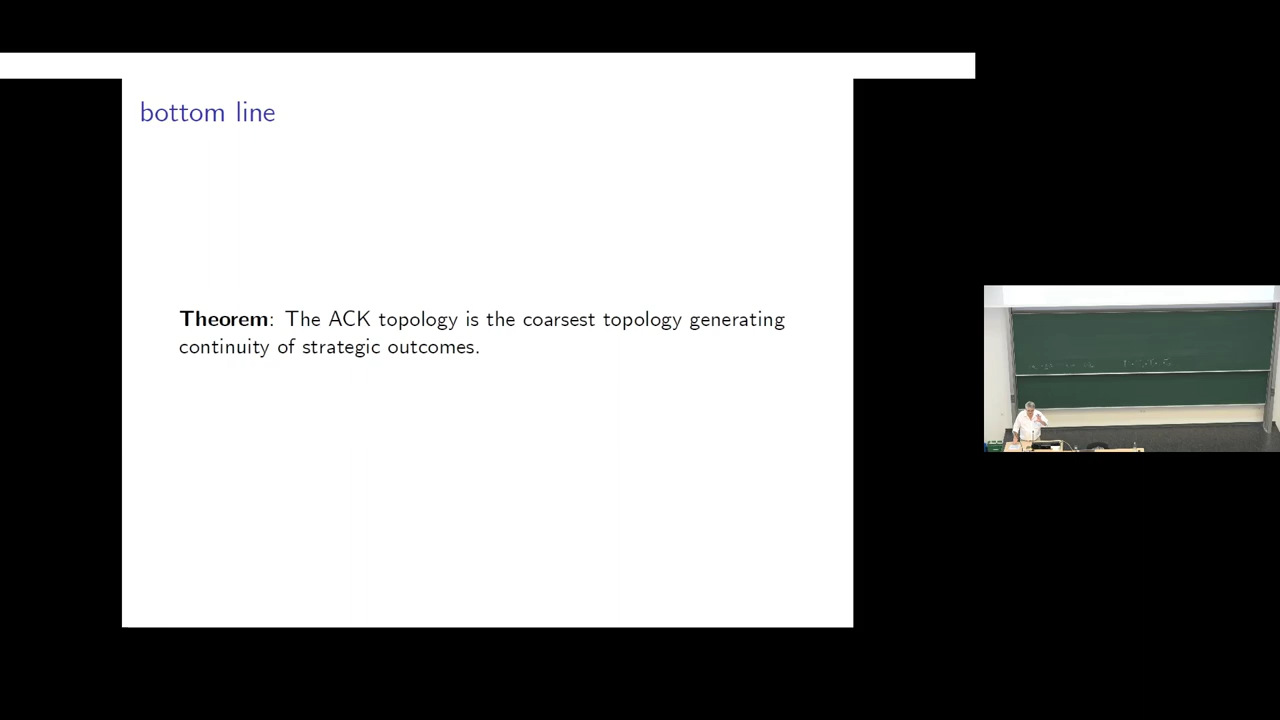 bottom line
Theorem: The ACK topology is the coarsest topology generating
continuity of strategic outcomes.